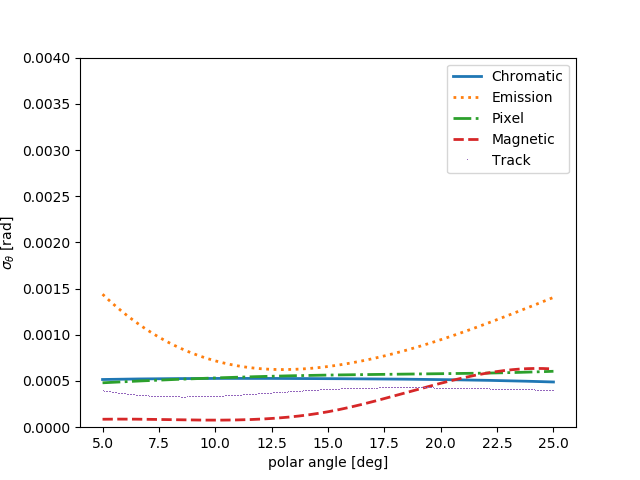 0.0040
0.0035
0.0030
0.0025
0.0020
0.0015
0.0010
0.0005
0.0000
σθ [rad]
Chromatic
Emission
Pixel
Magnetic
Track
5.0 7.5 10.0 12.5 15.0 17.5 20.0 22.5 25.0
polar angle [deg]